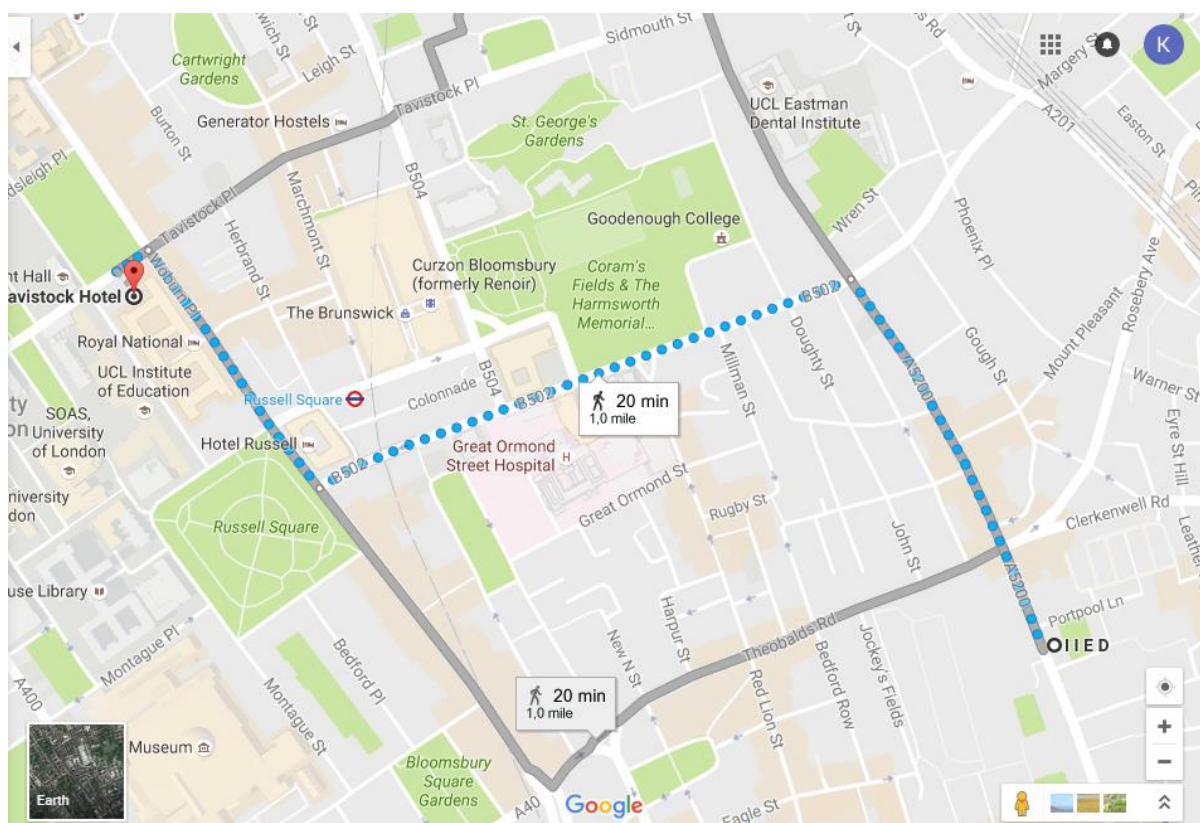 Cartwright
Gardens
Leigh St
Sidmouth St
Tavistock Pl
Generator Hostels
Burton St
St. George's
Gardens
UCL Eastman
Dental Institute
Margery S
A201
Easton St
K
B504
Marchmont St
Herbrand St
Tavistock Pl
Woburn Pl
Goodenough College
Wren St
Phoenix Pl
Rosebery Ave
Tavistock Hotel
Curzon Bloomsbury
(formerly Renoir)
Coram's
Fields & The
Harmsworth
Memorial...
The Brunswick
B502
Royal National
UCL Institute
of Education
Russell Square
Colonnade
B504
B502
20 min
1,0 mile
Millman St
Doughty St
A5200
Gough St
Mount Pleasant
Warner St
Eyre St Hill
SOAS,
University
of London
Hotel Russell
B502
Great Ormond
Street Hospital
H
Great Ormond St
Rugby St
John St
Clerkenwell Rd
Leather
Russell Square
A5200
Portpool Ln
IIED
use Library
Montague Pl
Bedford Pl
A400
Montague St
New N St
Harpur St
Theobalds Rd
Red Lion St
Bedford Row
Jockey's Fields
20 min
1,0 mile
Museum
Bloomsbury
Square
Gardens
A40
Eagle St
Earth
Google